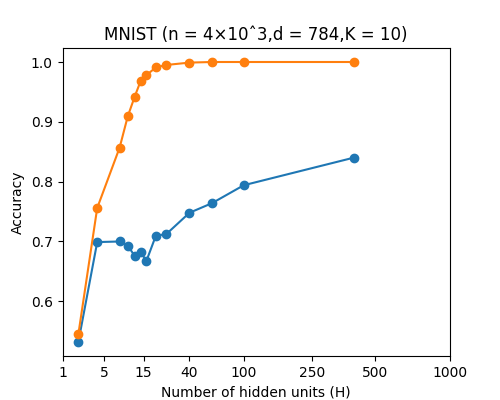 MNIST (n = 4×10ˆ3,d = 784,K = 10)
Accuracy
1.0
0.9
0.8
0.7
0.6
1 5 15 40 100 250 500 1000
Number of hidden units (H)